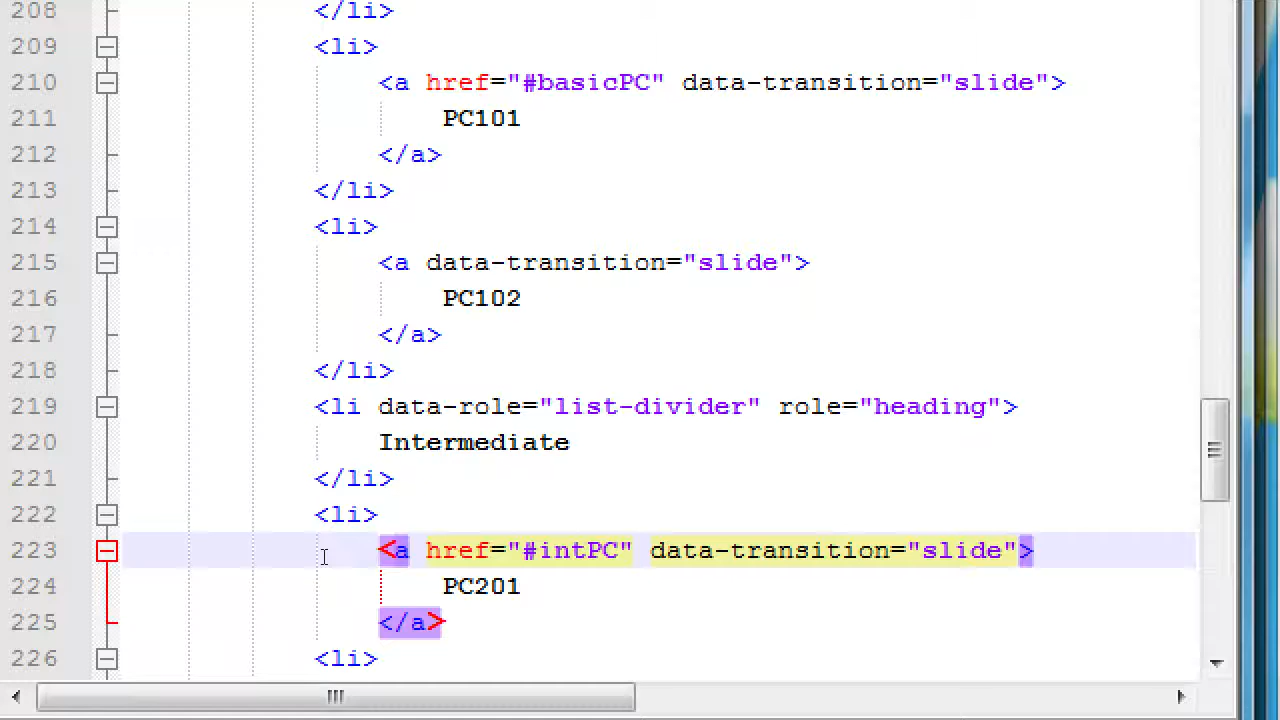 208 </li>
209 <li>
210 <a href="#basicPC" data-transition="slide">
211 PC101
212 </a>
213 </li>
214 <li>
215 <a data-transition="slide">
216 PC102
217 </a>
218 </li>
219 <li data-role="list-divider" role="heading">
220 Intermediate
221 </li>
222 <li>
223 <a href="#intPC" data-transition="slide">
224 PC201
225 </a>
226 <li>